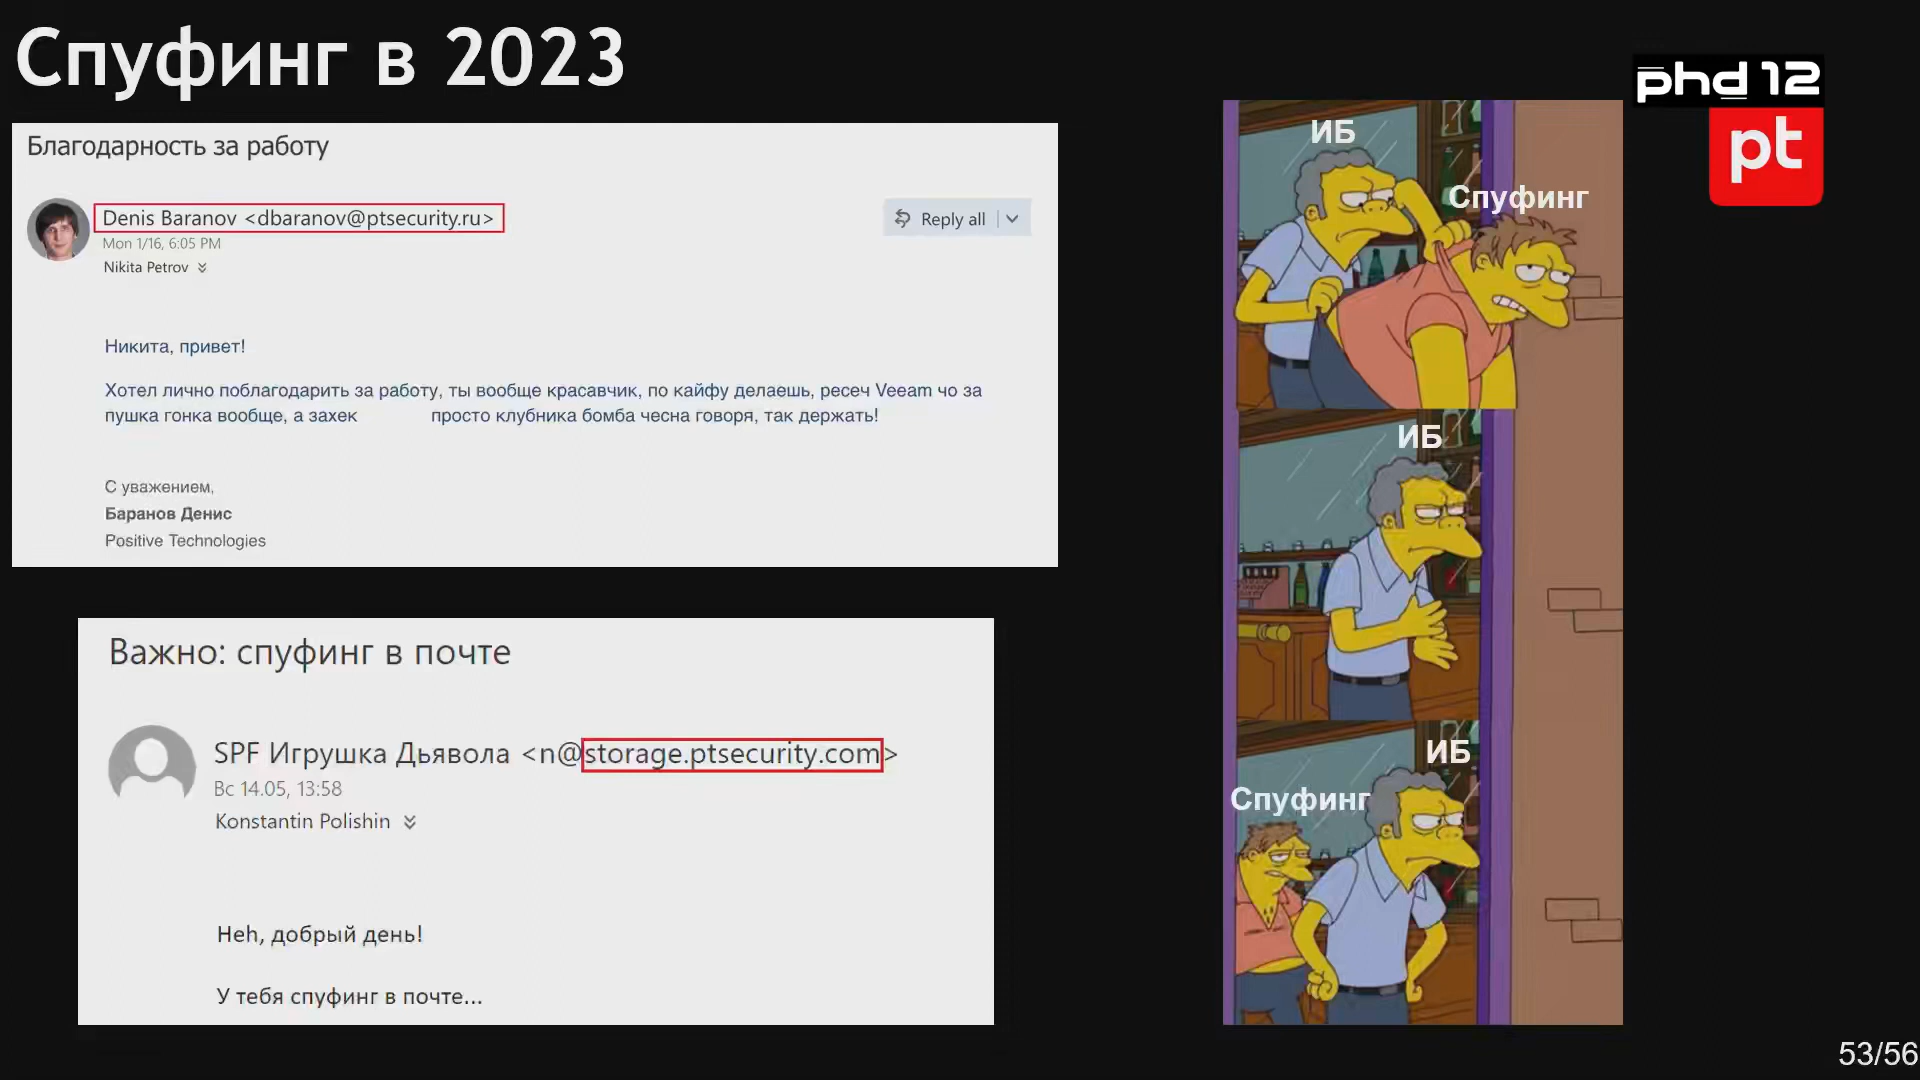 Спуфинг в 2023
phd 12
pt
Благодарность за работу
Denis Baranov <dbaranov@ptsecurity.ru>
Mon 1/16, 6:05 PM
Nikita Petrov
Reply all
Никита, привет!
Хотел лично поблагодарить за работу, ты вообще красавчик, по кайфу делаешь, ресеч Veeam чо за
пушка гонка вообще, а захек просто клубника бомба чесна говоря, так держать!
С уважением,
Баранов Денис
Positive Technologies
Важно: спуфинг в почте
SPF Игрушка Дьявола <n@storage.ptsecurity.com>
Вс 14.05, 13:58
Konstantin Polishin
Heh, добрый день!
У тебя спуфинг в почте...
ИБ
Спуфинг
ИБ
ИБ
Спуфинг
53/56